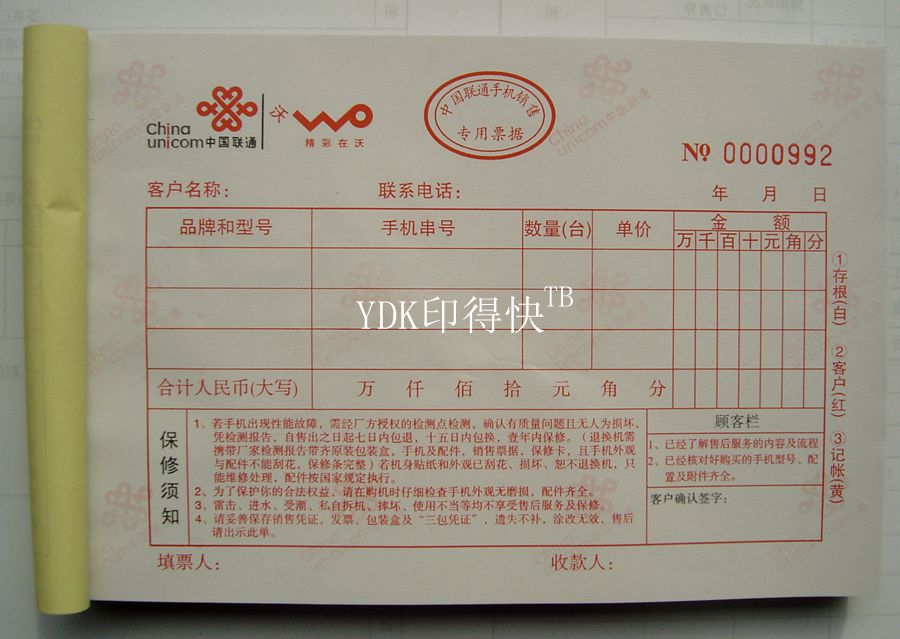 China unicom中国联通 沃 WO 精彩在沃
中国联通手机销售
专用票据
№ 0000992
客户名称： 联系电话： 年 月 日
品牌和型号 手机串号 数量(台) 单价 金额
万 千 百 十 元 角 分
①存根(白) ②客户(红) ③记帐(黄)
YDK印得快TB
合计人民币(大写) 万 仟 佰 拾 元 角 分
保修须知
1、若手机出现性能故障，需经厂方授权的检测点检测，确认有质量问题且无人为损坏，
凭检测报告，自售出之日起七日内包退，十五日内包换，壹年内保修。（退换机需
携带厂家检测报告带齐原装包装盒，手机及配件，销售票据，保修卡，且手机外观
与配件不能刮花，保修条完整）若机身贴纸和外观已刮花、损坏、恕不退换机，只
能维修处理，配件按国家规定执行。
2、为了保护你的合法权益，请在购机时仔细检查手机外观无磨损，配件齐全。
3、雷击、进水、受潮、私自拆机、摔坏、使用不当等均不享受售后服务及保修。
4、请妥善保存销售凭证，发票、包装盒及“三包凭证”，遗失不补，涂改无效，售后
请出示此单。
顾客栏
1、已经了解售后服务的内容及流程
2、已经核对好购买的手机型号、配
置及附件齐全。
客户确认签字：
填票人： 收款人：